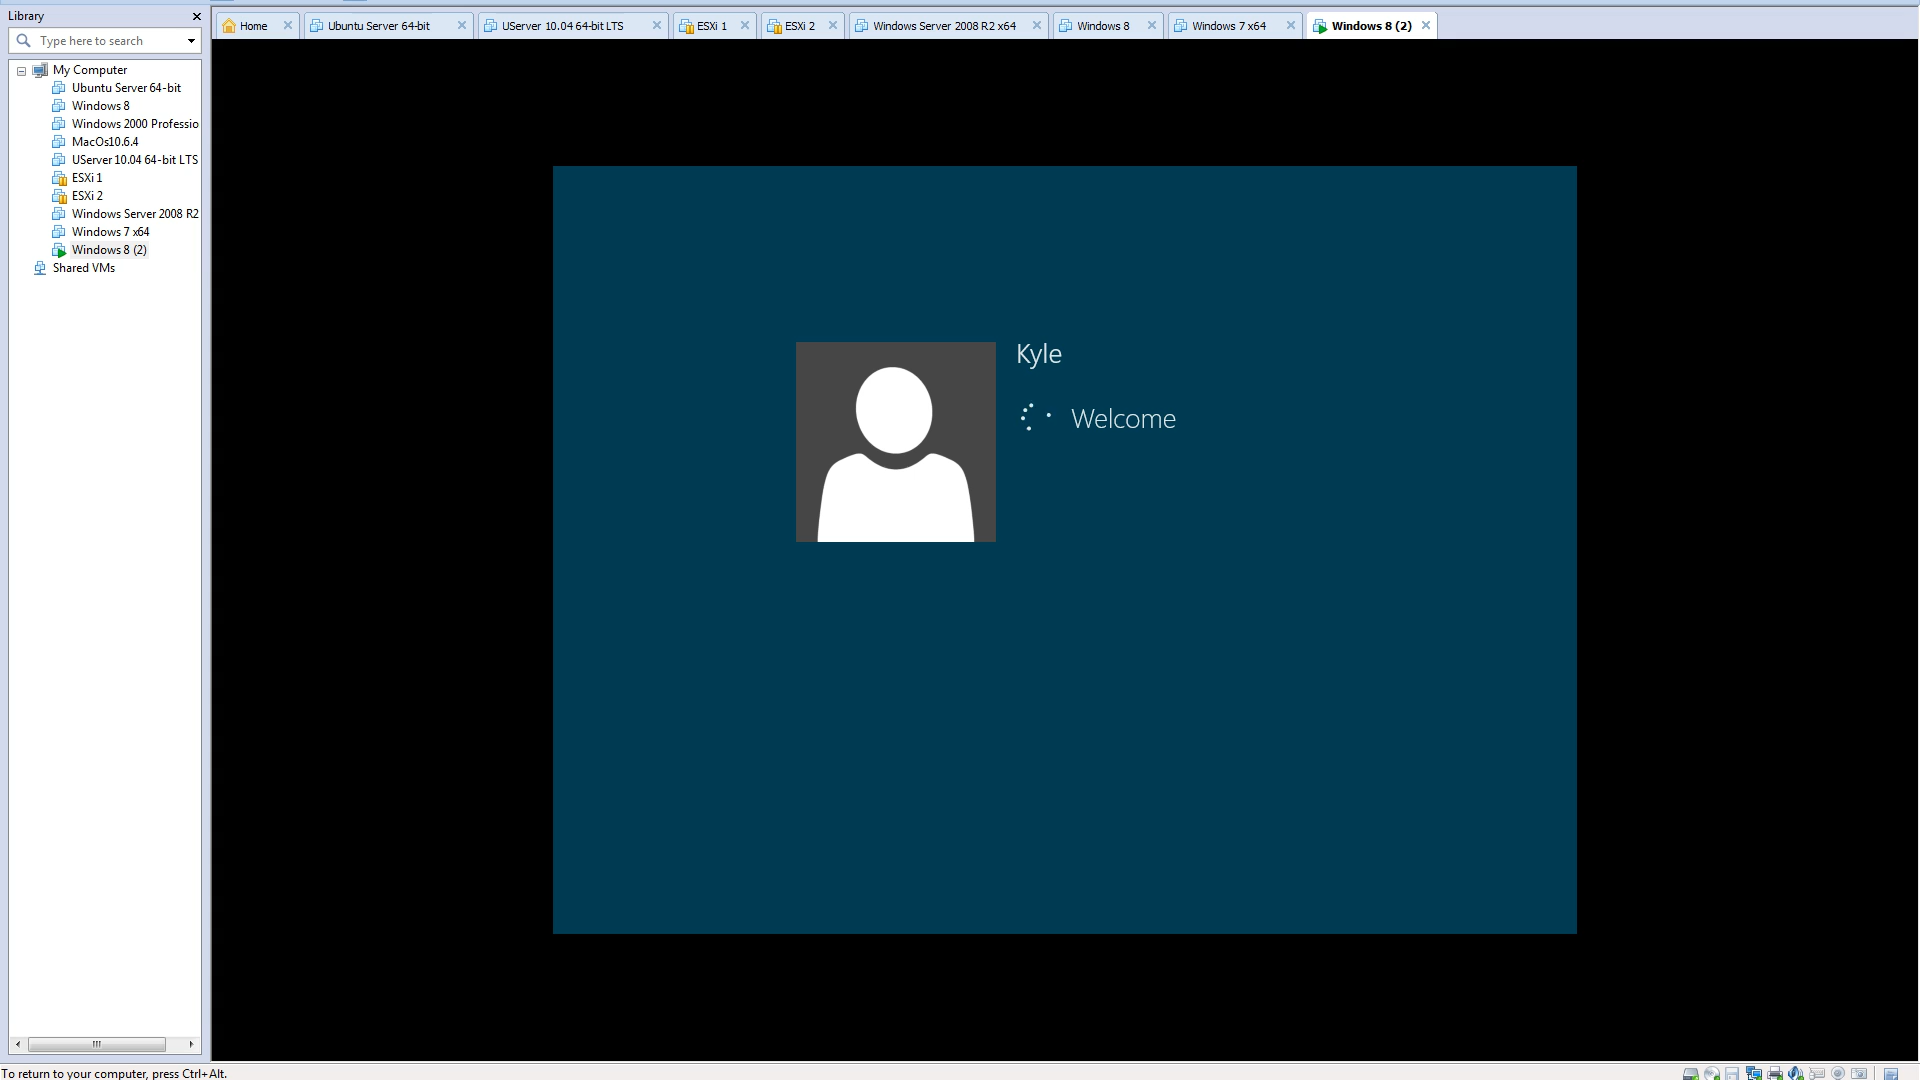 Library
Type here to search
My Computer
Ubuntu Server 64-bit
Windows 8
Windows 2000 Professio
MacOs10.6.4
UServer 10.04 64-bit LTS
ESXi 1
ESXi 2
Windows Server 2008 R2
Windows 7 x64
Windows 8 (2)
Shared VMs
Home
Ubuntu Server 64-bit
UServer 10.04 64-bit LTS
ESXi 1
ESXi 2
Windows Server 2008 R2 x64
Windows 8
Windows 7 x64
Windows 8 (2)
Kyle
Welcome
To return to your computer, press Ctrl+Alt.